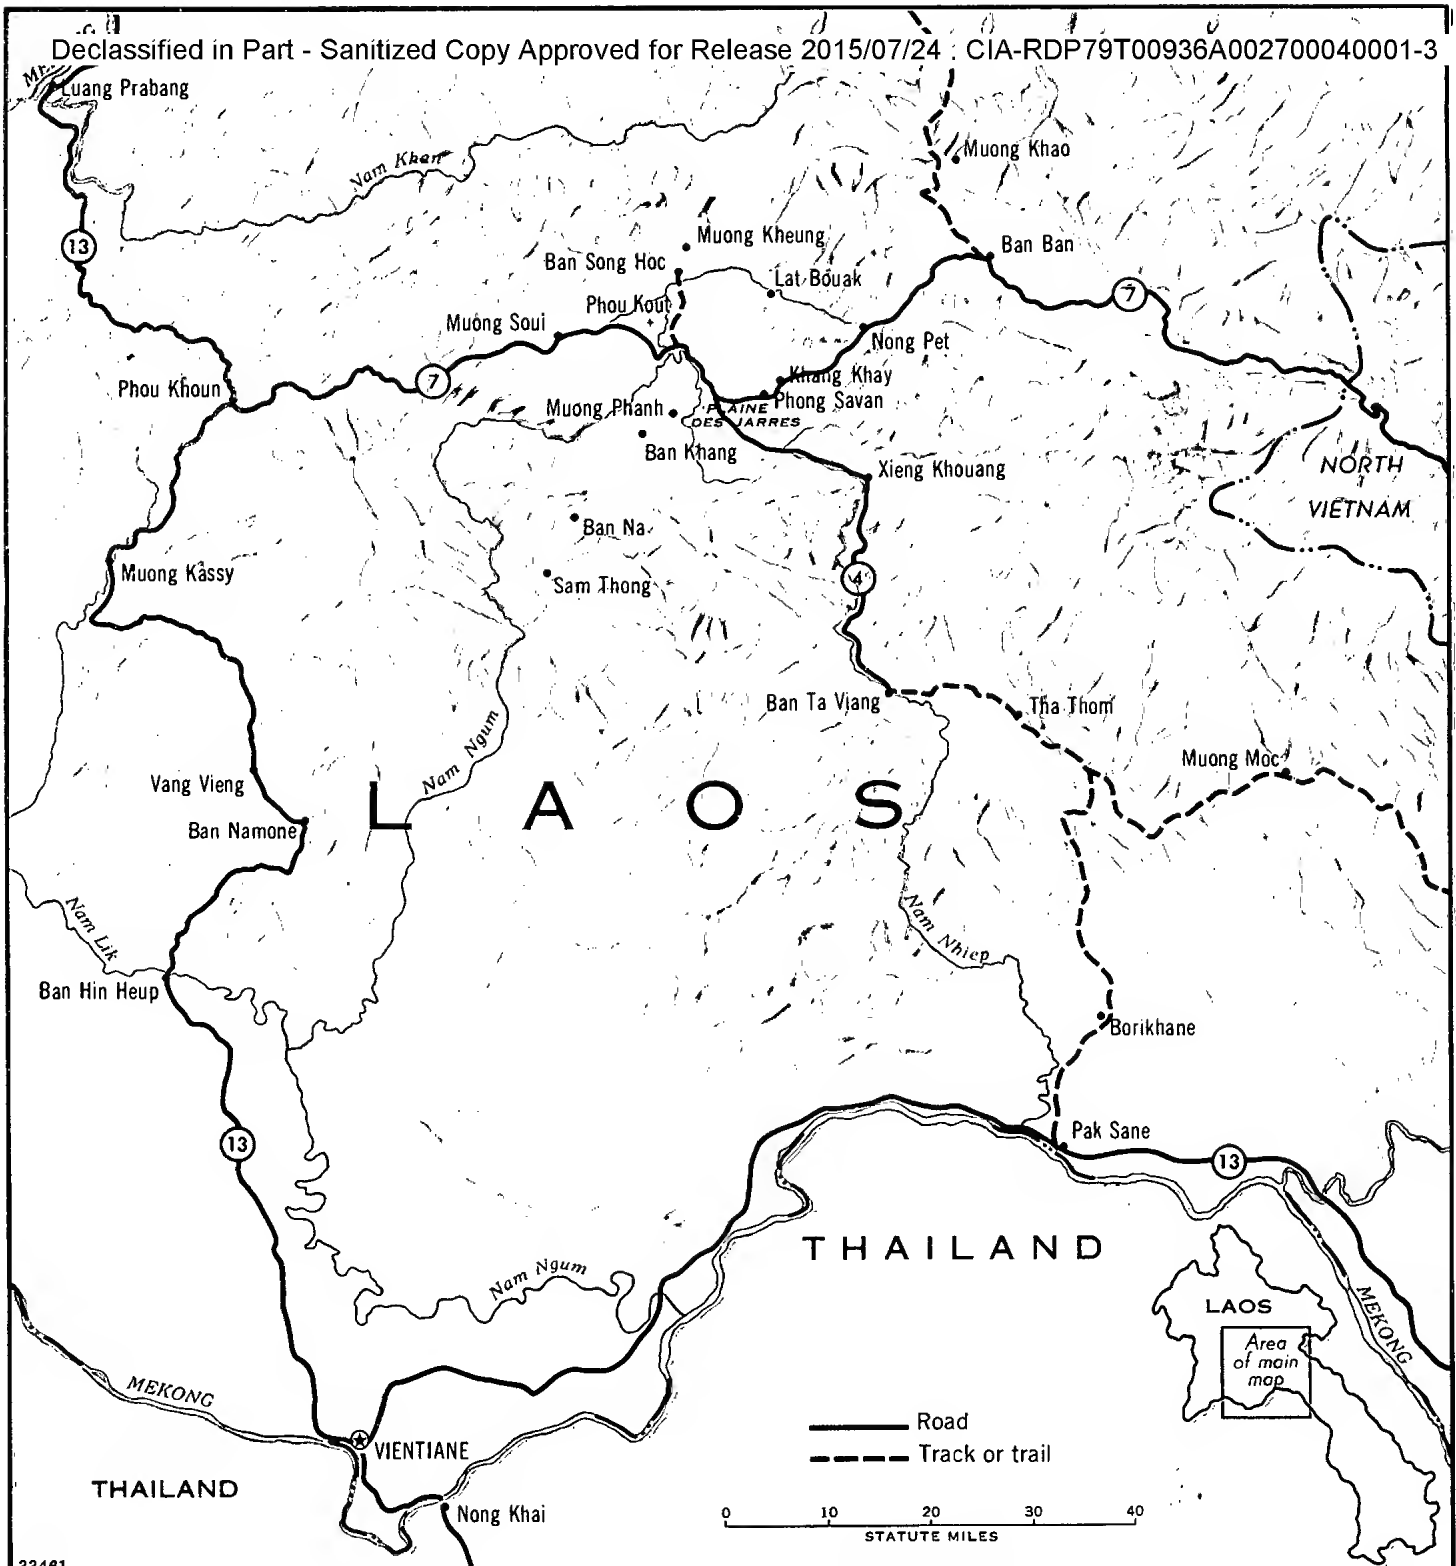 Declassified in Part - Sanitized Copy Approved for Release 2015/07/24 : CIA-RDP79T00936A002700040001-3
Luang Prabang
Muong Khao
Nam Khan
13
Muong Kheung
Ban Ban
Ban Song Hoc
Lat Bouak
7
Phou Kout
Muong Soui
Nong Pet
7
Khang Khay
Phou Khoun
Phong Savan
Muong Phanh
PLAINE
DES JARRES
Ban Khang
NORTH
VIETNAM
Xieng Khouang
Ban Na
Muong Kassy
4
Sam Thong
Ban Ta Viang
Tha Thom
Nam Ngum
Muong Moc
Vang Vieng
LAOS
Ban Namone
Nam Lik
Nam Nhiep
Ban Hin Heup
Borikhane
13
Pak Sane
13
THAILAND
Nam Ngum
LAOS
MEKONG
Area
of main
map
MEKONG
Road
VIENTIANE
Track or trail
THAILAND
Nong Khai
0 10 20 30 40
STATUTE MILES